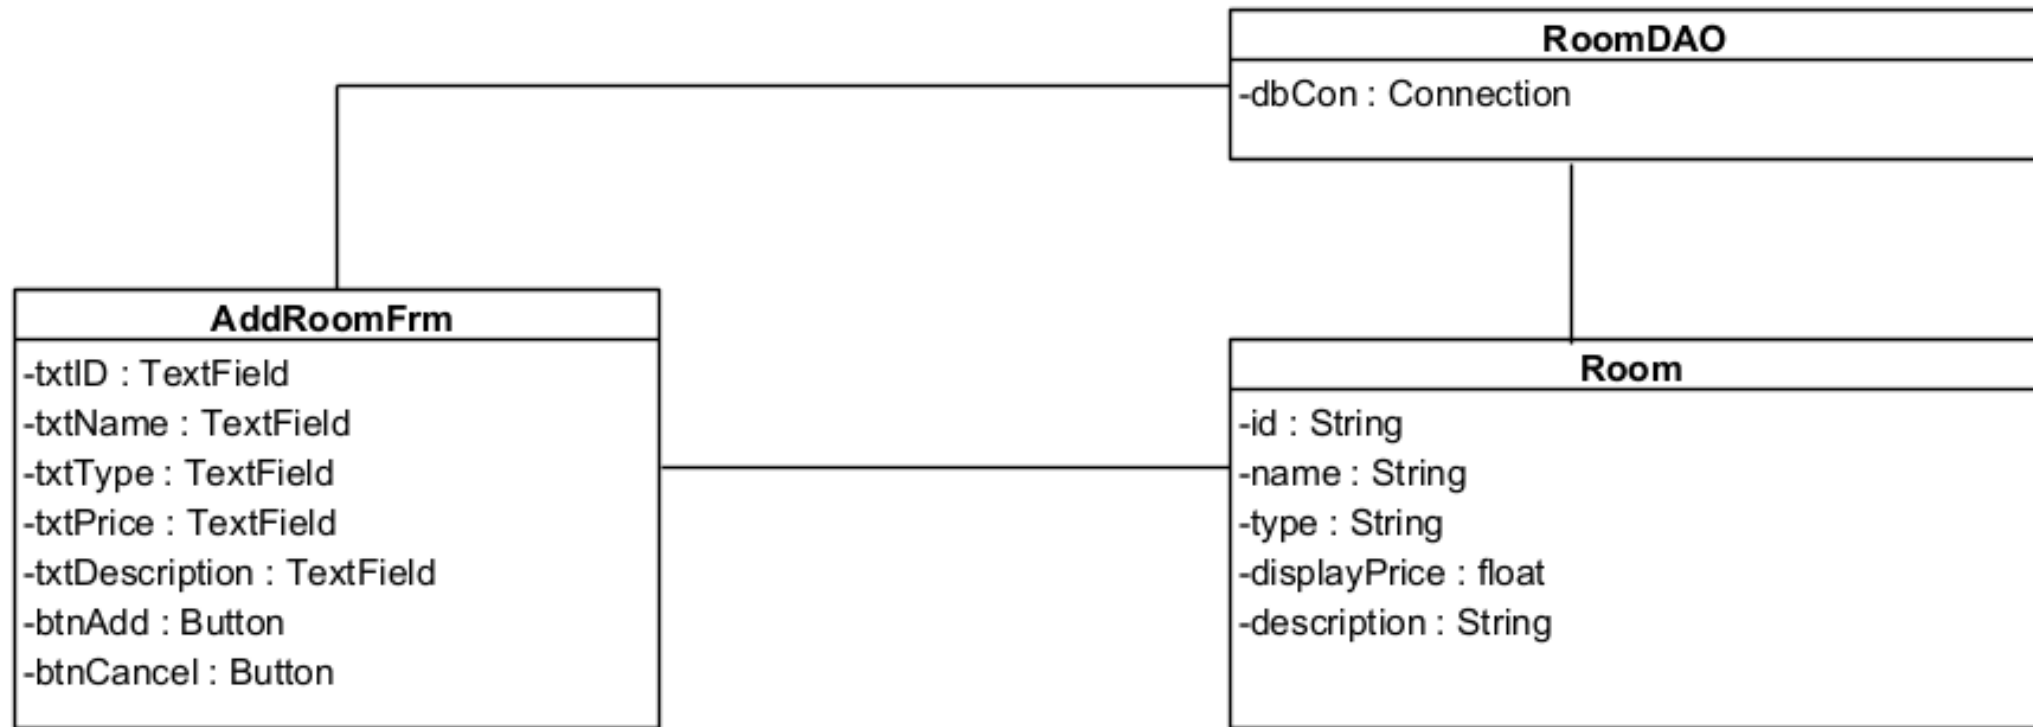 RoomDAO
-dbCon : Connection
AddRoomFrm
-txtID : TextField
-txtName : TextField
-txtType : TextField
-txtPrice : TextField
-txtDescription : TextField
-btnAdd : Button
-btnCancel : Button
Room
-id : String
-name : String
-type : String
-displayPrice : float
-description : String